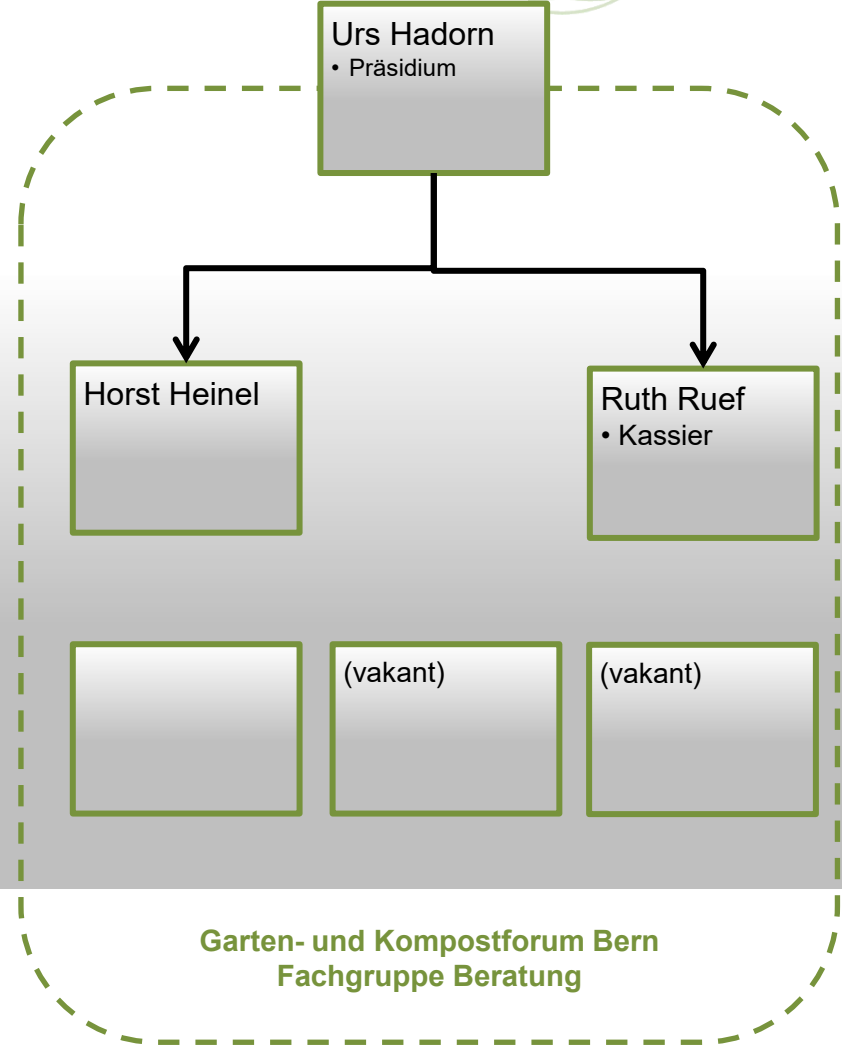 Urs Hadorn
• Präsidium
Horst Heinel
Ruth Ruef
• Kassier
(vakant)
(vakant)
Garten- und Kompostforum Bern
Fachgruppe Beratung